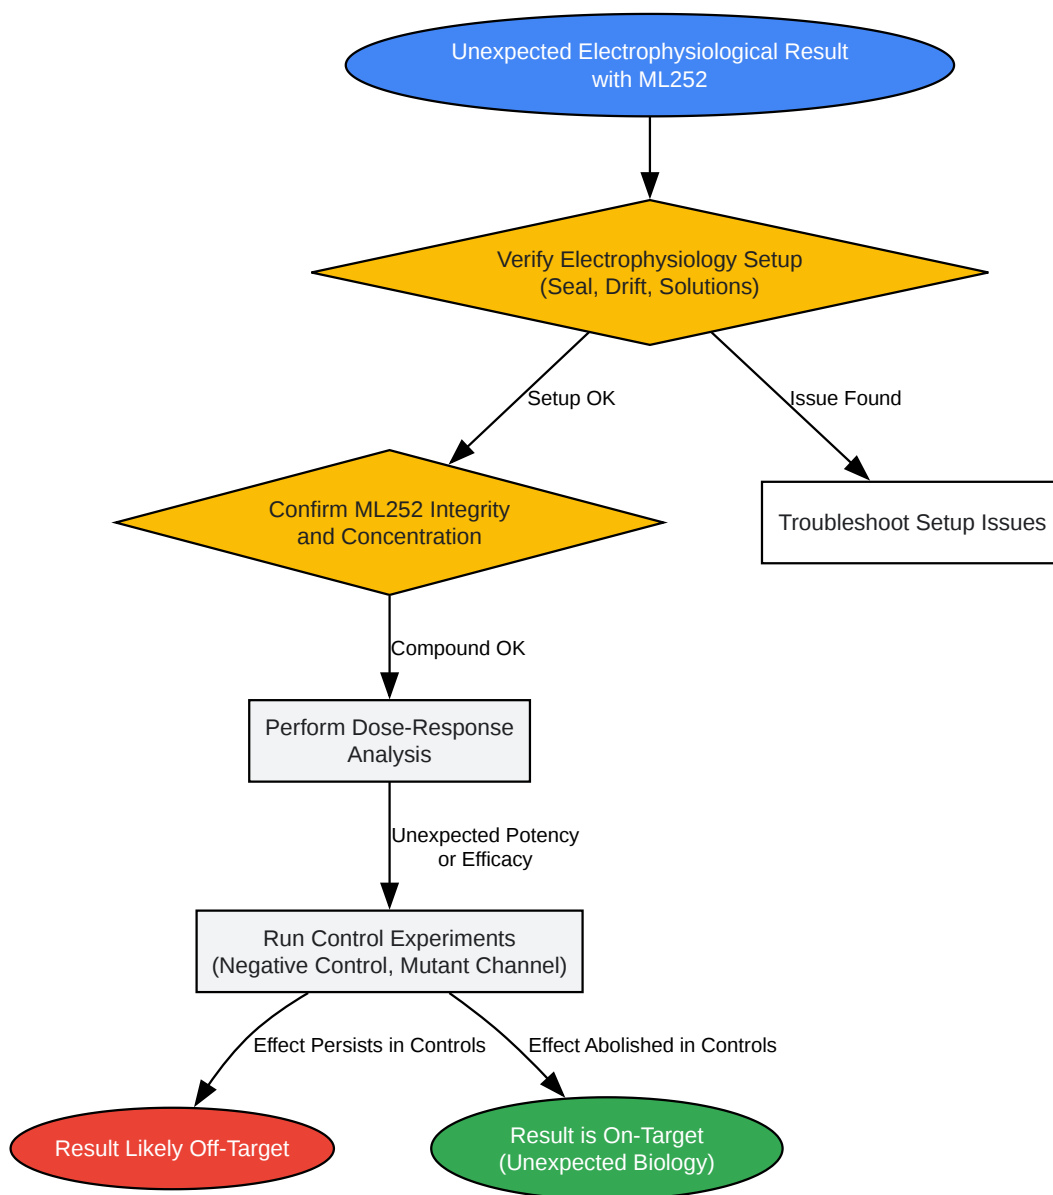 Unexpected Electrophysiological Result
with ML252
Verify Electrophysiology Setup
(Seal, Drift, Solutions)
Setup OK
Issue Found
Confirm ML252 Integrity
and Concentration
Troubleshoot Setup Issues
Compound OK
Perform Dose-Response
Analysis
Unexpected Potency
or Efficacy
Run Control Experiments
(Negative Control, Mutant Channel)
Effect Persists in Controls
Effect Abolished in Controls
Result Likely Off-Target
Result is On-Target
(Unexpected Biology)